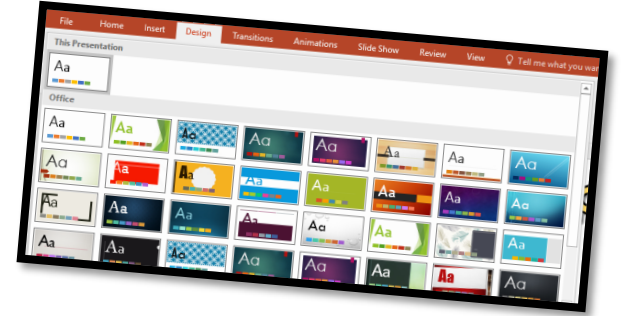 File Home Insert Design Transitions Animations Slide Show Review View Tell me what you wan
This Presentation
Aa
Office
Aa Aa Aa Aa Aa Aa Aa Aa
Aa Aa Aa Aa Aa Aa Aa Aa
Aa Aa Aa Aa Aa Aa Aa Aa
Aa Aa Aa Aa Aa Aa Aa Aa